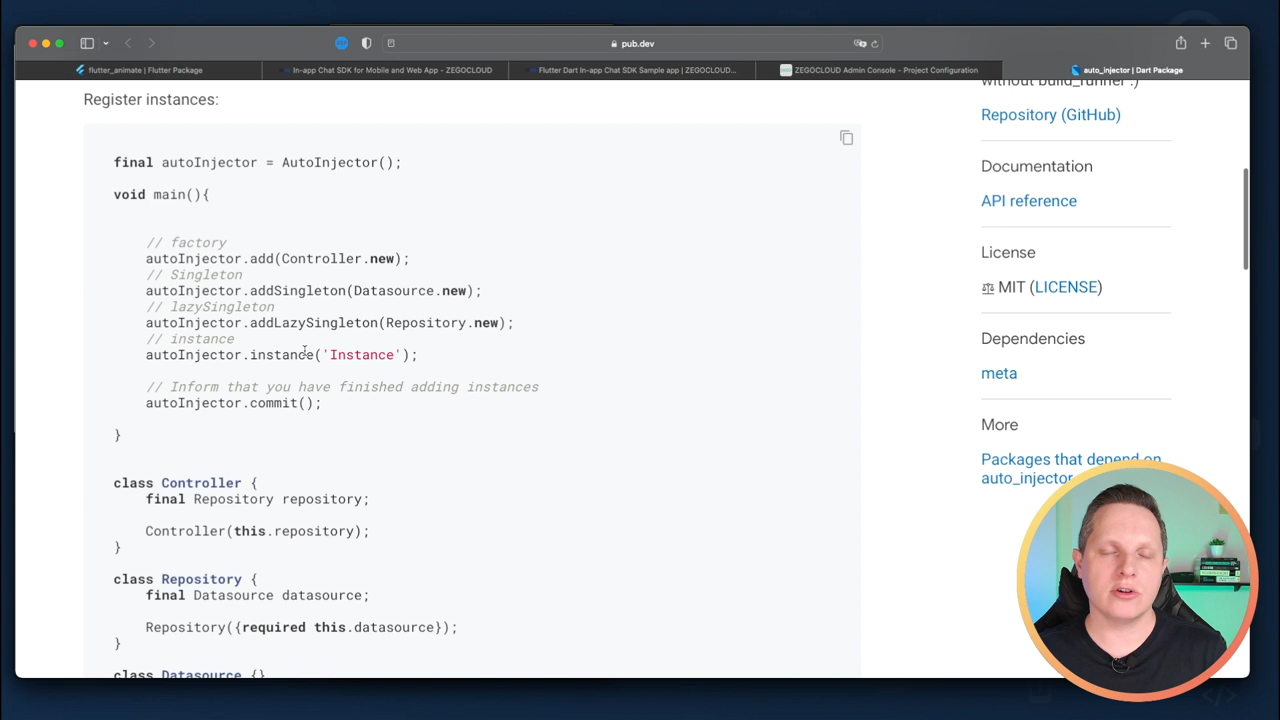 pub.dev
flutter_animate | Flutter Package
In-app Chat SDK for Mobile and Web App - ZEGOCLOUD
Flutter Dart In-app Chat SDK Sample app | ZEGOCLOUD...
ZEGOCLOUD Admin Console - Project Configuration
auto_injector | Dart Package
Register instances:
final autoInjector = AutoInjector();
void main(){
// factory
autoInjector.add(Controller.new);
// Singleton
autoInjector.addSingleton(Datasource.new);
// lazySingleton
autoInjector.addLazySingleton(Repository.new);
// instance
autoInjector.instance('Instance');
// Inform that you have finished adding instances
autoInjector.commit();
}
class Controller {
final Repository repository;
Controller(this.repository);
}
class Repository {
final Datasource datasource;
Repository({required this.datasource});
}
class Datasource {}
without build_runner :)
Repository (GitHub)
Documentation
API reference
License
MIT (LICENSE)
Dependencies
meta
More
Packages that depend on
auto_injector